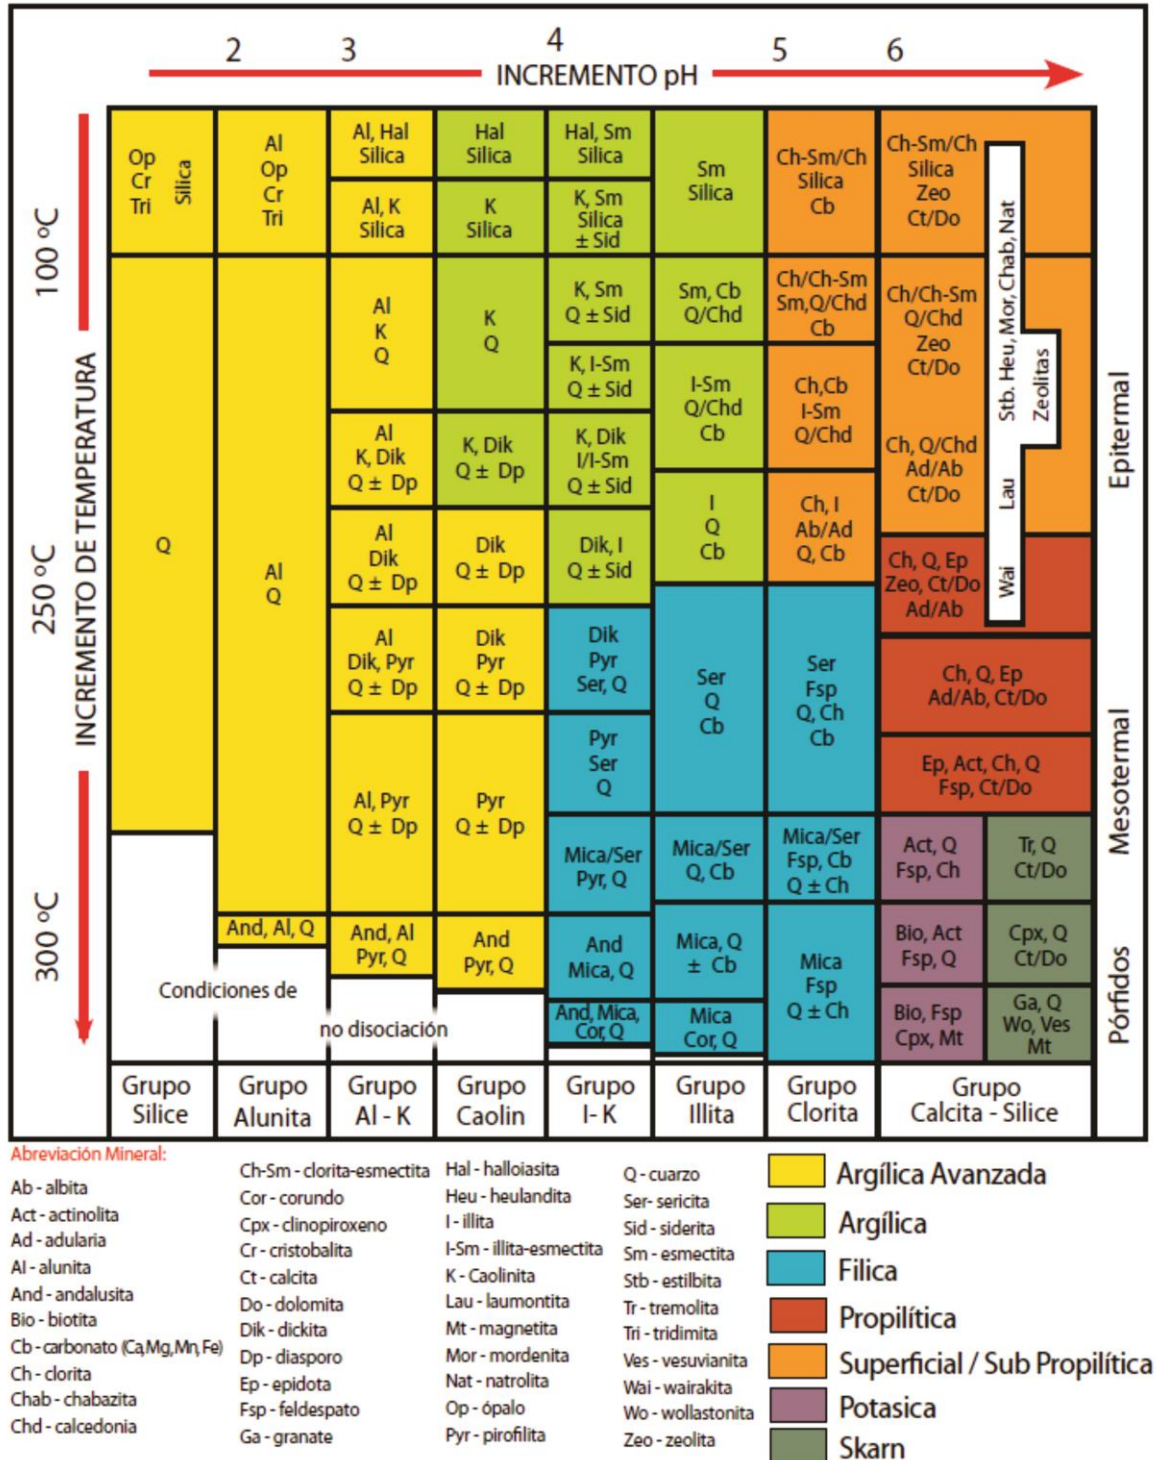 2 3 4 5 6
INCREMENTO pH
100 ºC
INCREMENTO DE TEMPERATURA
250 ºC
300 ºC
Op
Cr
Tri
Silica
Q
Al
Op
Cr
Tri
Al
Q
And, Al, Q
Al, Hal
Silica
Al, K
Silica
Al
K
Q
Al
K, Dik
Q ± Dp
Al
Dik
Q ± Dp
Al
Dik, Pyr
Q ± Dp
Al, Pyr
Q ± Dp
And, Al
Pyr, Q
Hal
Silica
K
Silica
K
Q
K, Dik
Q ± Dp
Dik
Q ± Dp
Dik
Pyr
Q ± Dp
Pyr
Q ± Dp
And
Pyr, Q
Hal, Sm
Silica
K, Sm
Silica
± Sid
K, Sm
Q ± Sid
K, I-Sm
Q ± Sid
K, Dik
I/I-Sm
Q ± Sid
Dik, I
Q ± Sid
Dik
Pyr
Ser, Q
Pyr
Ser
Q
Mica/Ser
Pyr, Q
And
Mica, Q
And, Mica,
Cor, Q
Sm
Silica
Sm, Cb
Q/Chd
I-Sm
Q/Chd
Cb
I
Q
Cb
Ser
Q
Cb
Mica/Ser
Q, Cb
Mica, Q
± Cb
Mica
Cor, Q
Ch-Sm/Ch
Silica
Cb
Ch/Ch-Sm
Sm,Q/Chd
Cb
Ch,Cb
I-Sm
Q/Chd
Ch, I
Ab/Ad
Q, Cb
Ser
Fsp
Q, Ch
Cb
Mica/Ser
Fsp, Cb
Q ± Ch
Mica
Fsp
Q ± Ch
Ch-Sm/Ch
Silica
Zeo
Ct/Do
Ch/Ch-Sm
Q/Chd
Zeo
Ct/Do
Ch, Q/Chd
Ad/Ab
Ct/Do
Ch, Q, Ep
Zeo, Ct/Do
Ad/Ab
Ch, Q, Ep
Ad/Ab, Ct/Do
Ep, Act, Ch, Q
Fsp, Ct/Do
Act, Q
Fsp, Ch
Bio, Act
Fsp, Q
Bio, Fsp
Cpx, Mt
Tr, Q
Ct/Do
Cpx, Q
Ct/Do
Ga, Q
Wo, Ves
Mt
Stb. Heu, Mor, Chab, Nat
Zeolitas
Lau
Wai
Epitermal
Mesotermal
Pórfidos
Condiciones de
no disociación
Grupo
Silice
Grupo
Alunita
Grupo
Al - K
Grupo
Caolin
Grupo
I- K
Grupo
Illita
Grupo
Clorita
Grupo
Calcita - Silice
Abreviación Mineral:
Ab - albita
Act - actinolita
Ad - adularia
Al - alunita
And - andalusita
Bio - biotita
Cb - carbonato (Ca,Mg,Mn, Fe)
Ch - clorita
Chab - chabazita
Chd - calcedonia
Ch-Sm - clorita-esmectita
Cor - corundo
Cpx - clinopiroxeno
Cr - cristobalita
Ct - calcita
Do - dolomita
Dik - dickita
Dp - diasporo
Ep - epidota
Fsp - feldespato
Ga - granate
Hal - halloiasita
Heu - heulandita
I - illita
I-Sm - illita-esmectita
K - Caolinita
Lau - laumontita
Mt - magnetita
Mor - mordenita
Nat - natrolita
Op - ópalo
Pyr - pirofilita
Q - cuarzo
Ser- sericita
Sid - siderita
Sm - esmectita
Stb - estilbita
Tr - tremolita
Tri - tridimita
Ves - vesuvianita
Wai - wairakita
Wo - wollastonita
Zeo - zeolita
Argílica Avanzada
Argílica
Filica
Propilítica
Superficial / Sub Propilítica
Potasica
Skarn